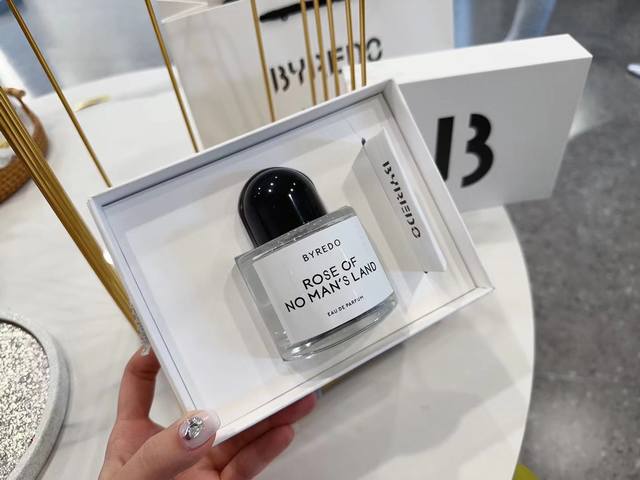 BYREDO
B
BYREDO
BYREDO
ROSE OF
NO MAN'S LAND
EAU DE PARFUM